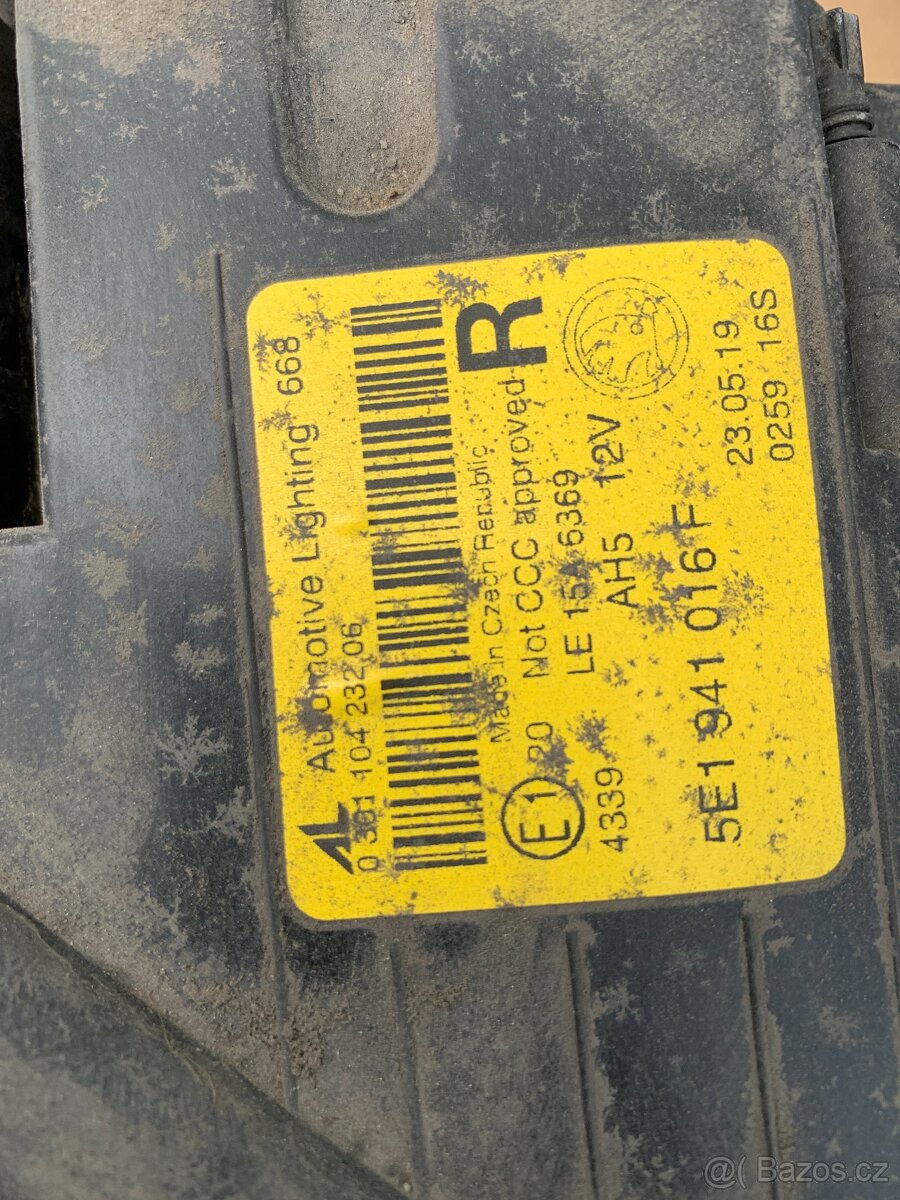 AL Automotive Lighting 668
0 301 104 232.06
R
Made in Czech Republic
E1 20 Not CCC approved
LE 15A 6369
4339 AH5 12V
5E1 941 016 F 23.05.19
0259 16S
@( Bazos.cz